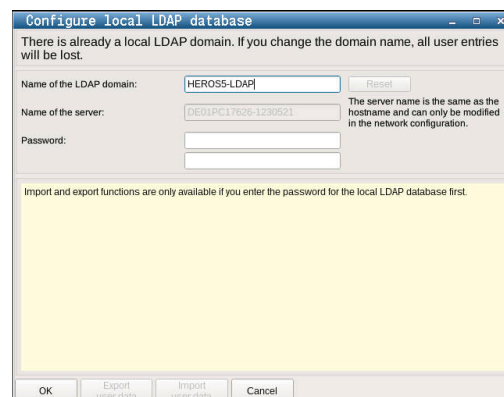 Configure local LDAP database
There is already a local LDAP domain. If you change the domain name, all user entries
will be lost.
Name of the LDAP domain:
HEROS5-LDAP
Reset
Name of the server:
DE01PC17626-1230521
The server name is the same as the
hostname and can only be modified
in the network configuration.
Password:
Import and export functions are only available if you enter the password for the local LDAP database first.
OK
Export
user data
Import
user data
Cancel